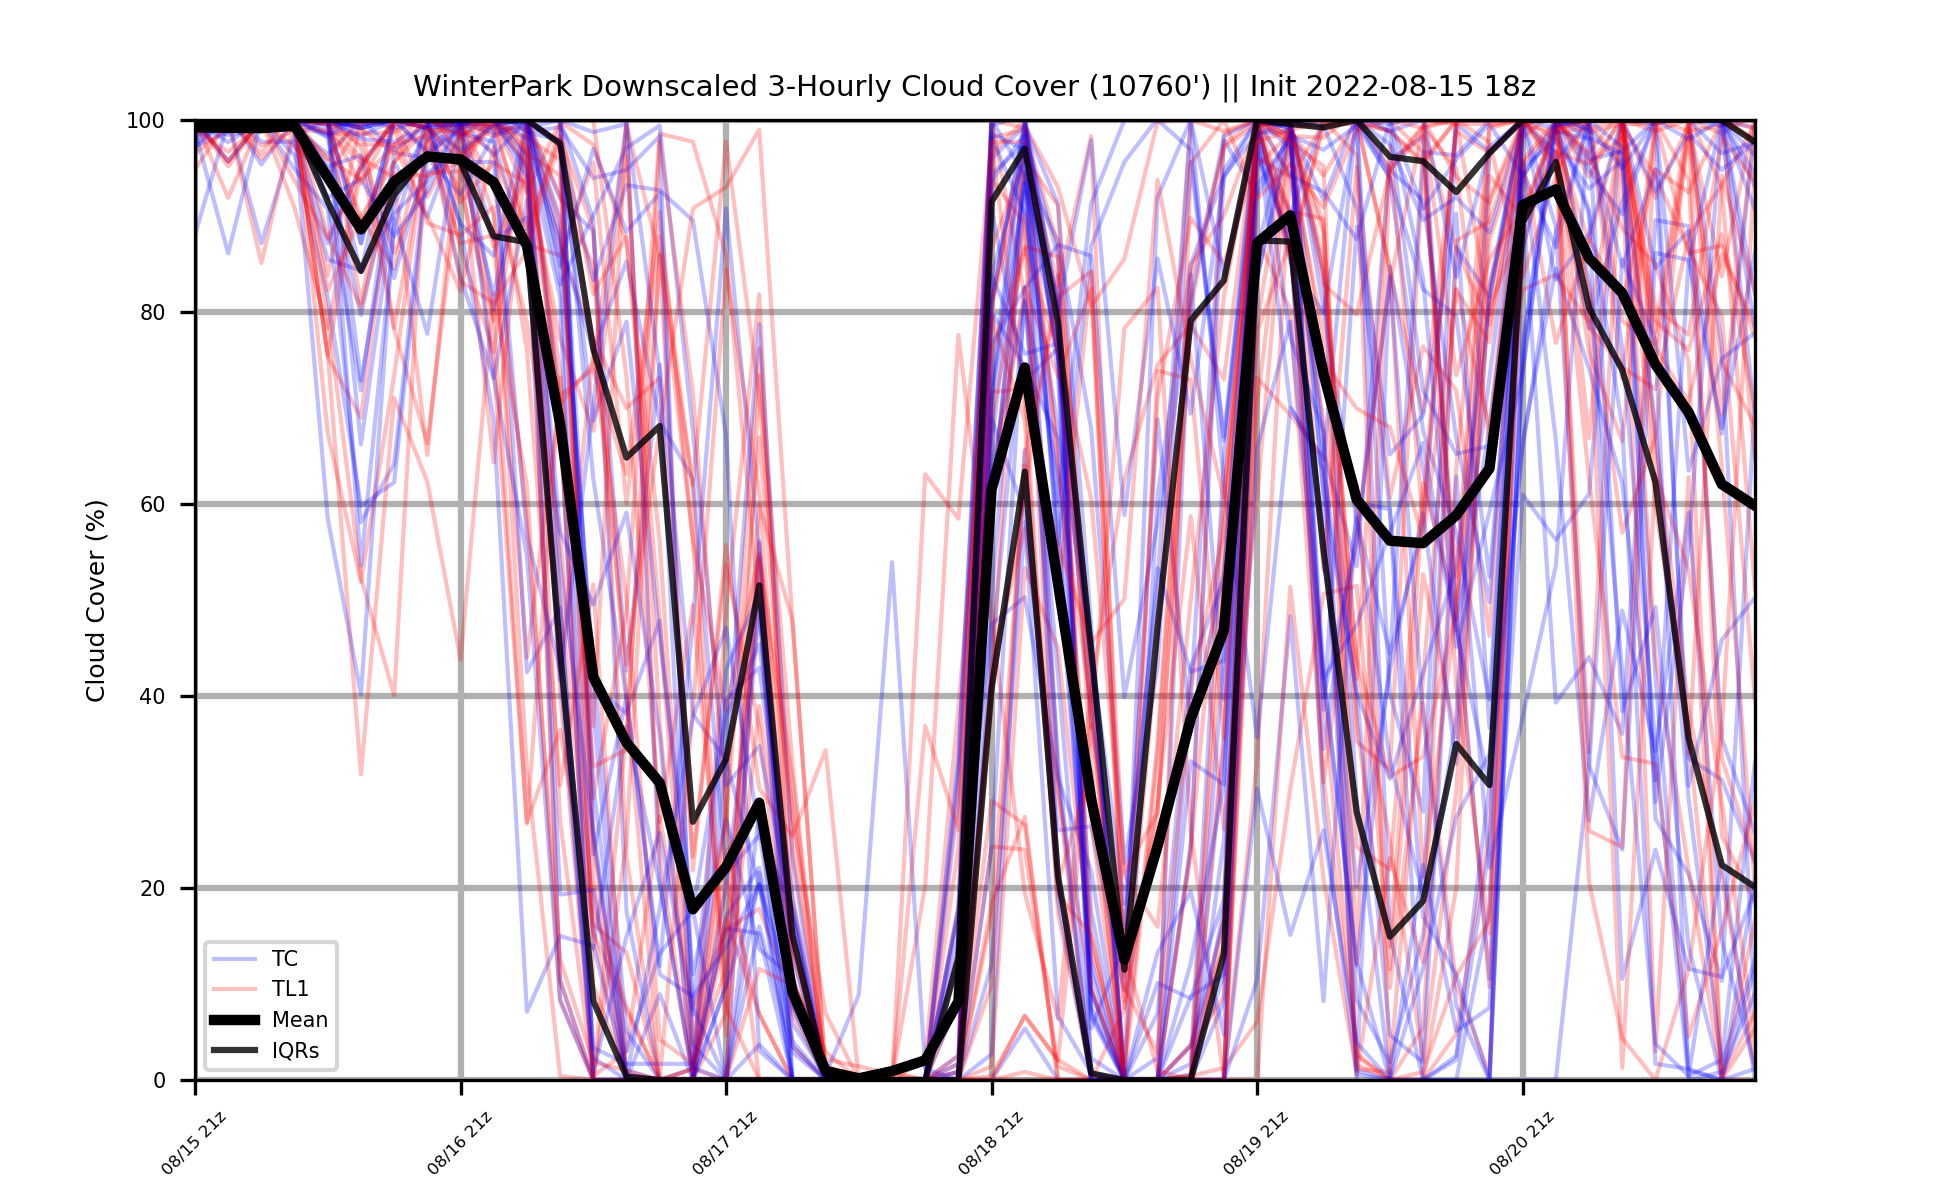 WinterPark Downscaled 3-Hourly Cloud Cover (10760') || Init 2022-08-15 18z
100
80
60
40
20
0
Cloud Cover (%)
TC
TL1
Mean
IQRs
08/15 21z
08/16 21z
08/17 21z
08/18 21z
08/19 21z
08/20 21z